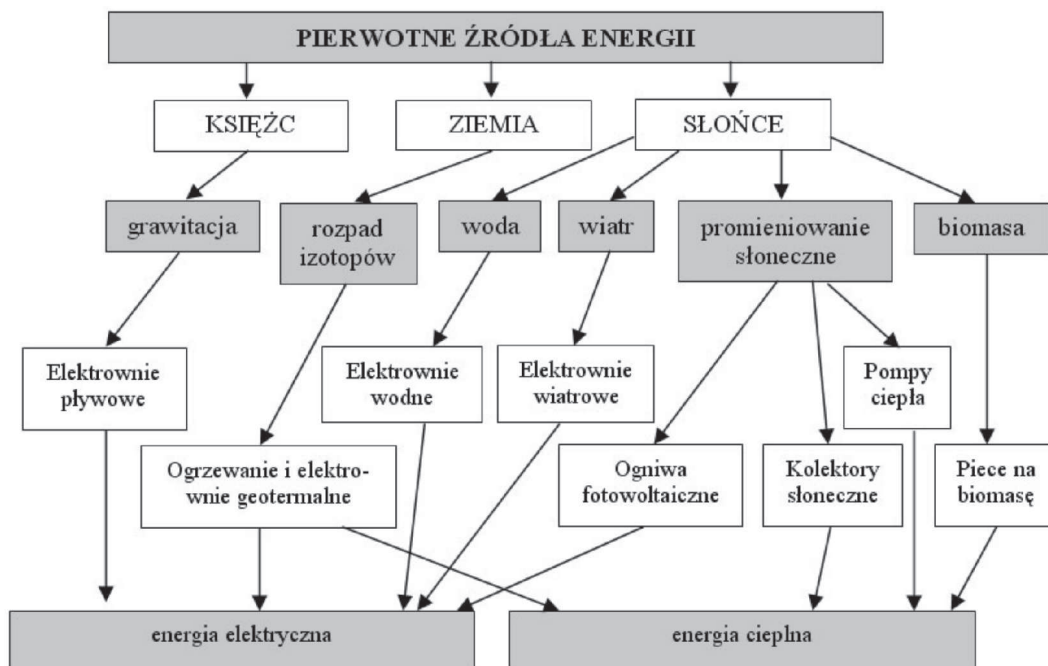 PIERWOTNE ŹRÓDŁA ENERGII
KSIĘŻC
ZIEMIA
SŁOŃCE
grawitacja
rozpad
izotopów
woda
wiatr
promieniowanie
słoneczne
biomasa
Elektrownie
pływowe
Elektrownie
wodne
Elektrownie
wiatrowe
Pompy
ciepła
Ogrzewanie i elektro-
wnie geotermalne
Ogniwa
fotowoltaiczne
Kolektory
słoneczne
Piece na
biomasę
energia elektryczna
energia cieplna